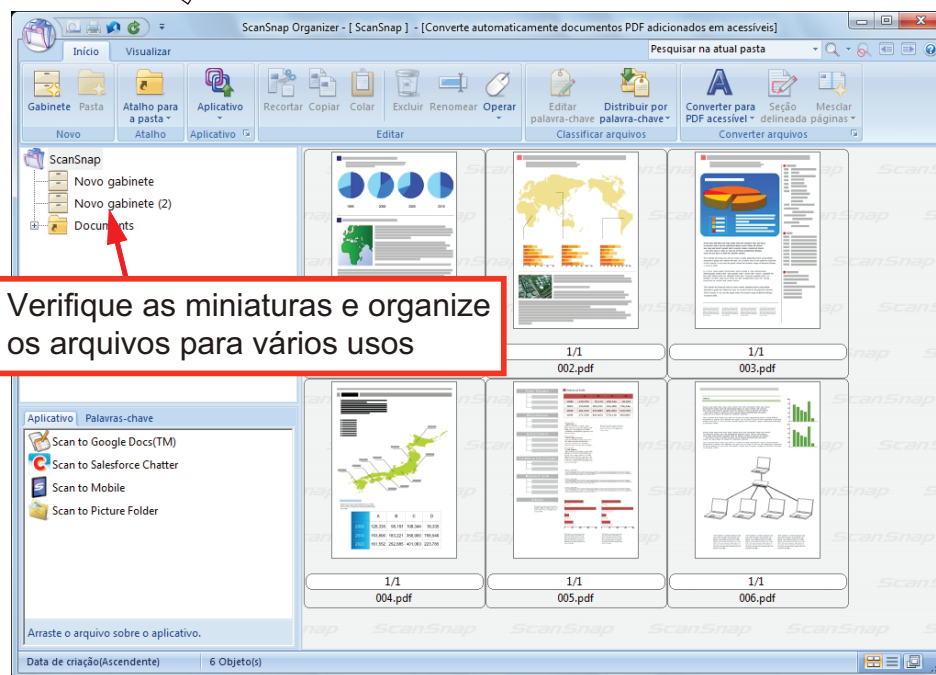 ScanSnap Organizer - [ ScanSnap ] - [Converte automaticamente documentos PDF adicionados em acessíveis]
Início Visualizar
Pesquisar na atual pasta
Gabinete Pasta
Novo
Atalho para a pasta
Atalho
Aplicativo
Aplicativo
Recortar Copiar Colar Excluir Renomear Operar
Editar
Editar palavra-chave
Distribuir por palavra-chave
Classificar arquivos
Converter para PDF acessível
Seção delineada
Mesclar páginas
Converter arquivos
ScanSnap
Novo gabinete
Novo gabinete (2)
Documents
Verifique as miniaturas e organize
os arquivos para vários usos
1/1
002.pdf
1/1
003.pdf
Aplicativo Palavras-chave
Scan to Google Docs(TM)
Scan to Salesforce Chatter
Scan to Mobile
Scan to Picture Folder
Arraste o arquivo sobre o aplicativo.
1/1
004.pdf
1/1
005.pdf
1/1
006.pdf
ScanSnap ScanSnap ScanSnap ScanSnap
Data de criação(Ascendente) 6 Objeto(s)